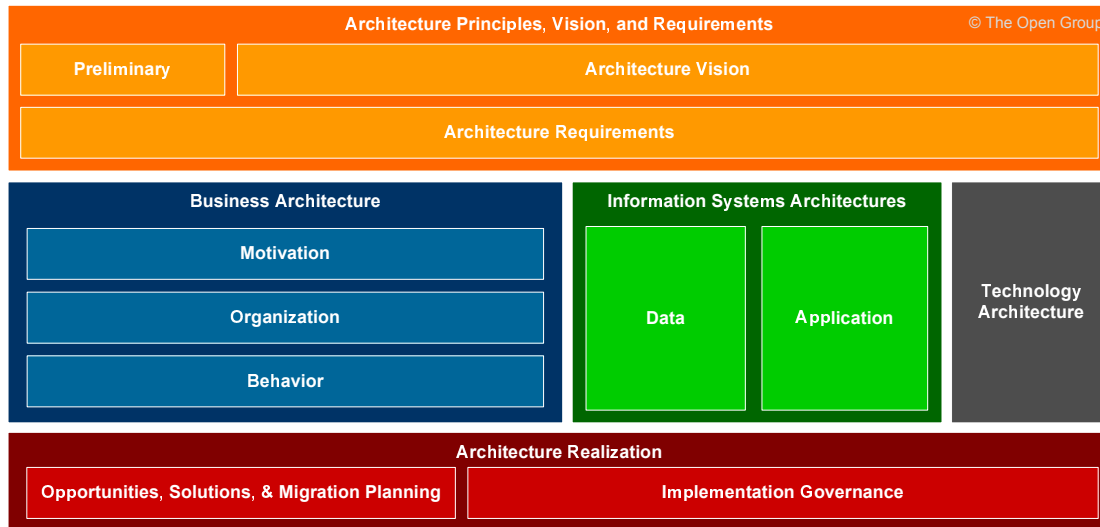 Architecture Principles, Vision, and Requirements
© The Open Group
Preliminary
Architecture Vision
Architecture Requirements
Business Architecture
Motivation
Organization
Behavior
Information Systems Architectures
Data
Application
Technology
Architecture
Architecture Realization
Opportunities, Solutions, & Migration Planning
Implementation Governance